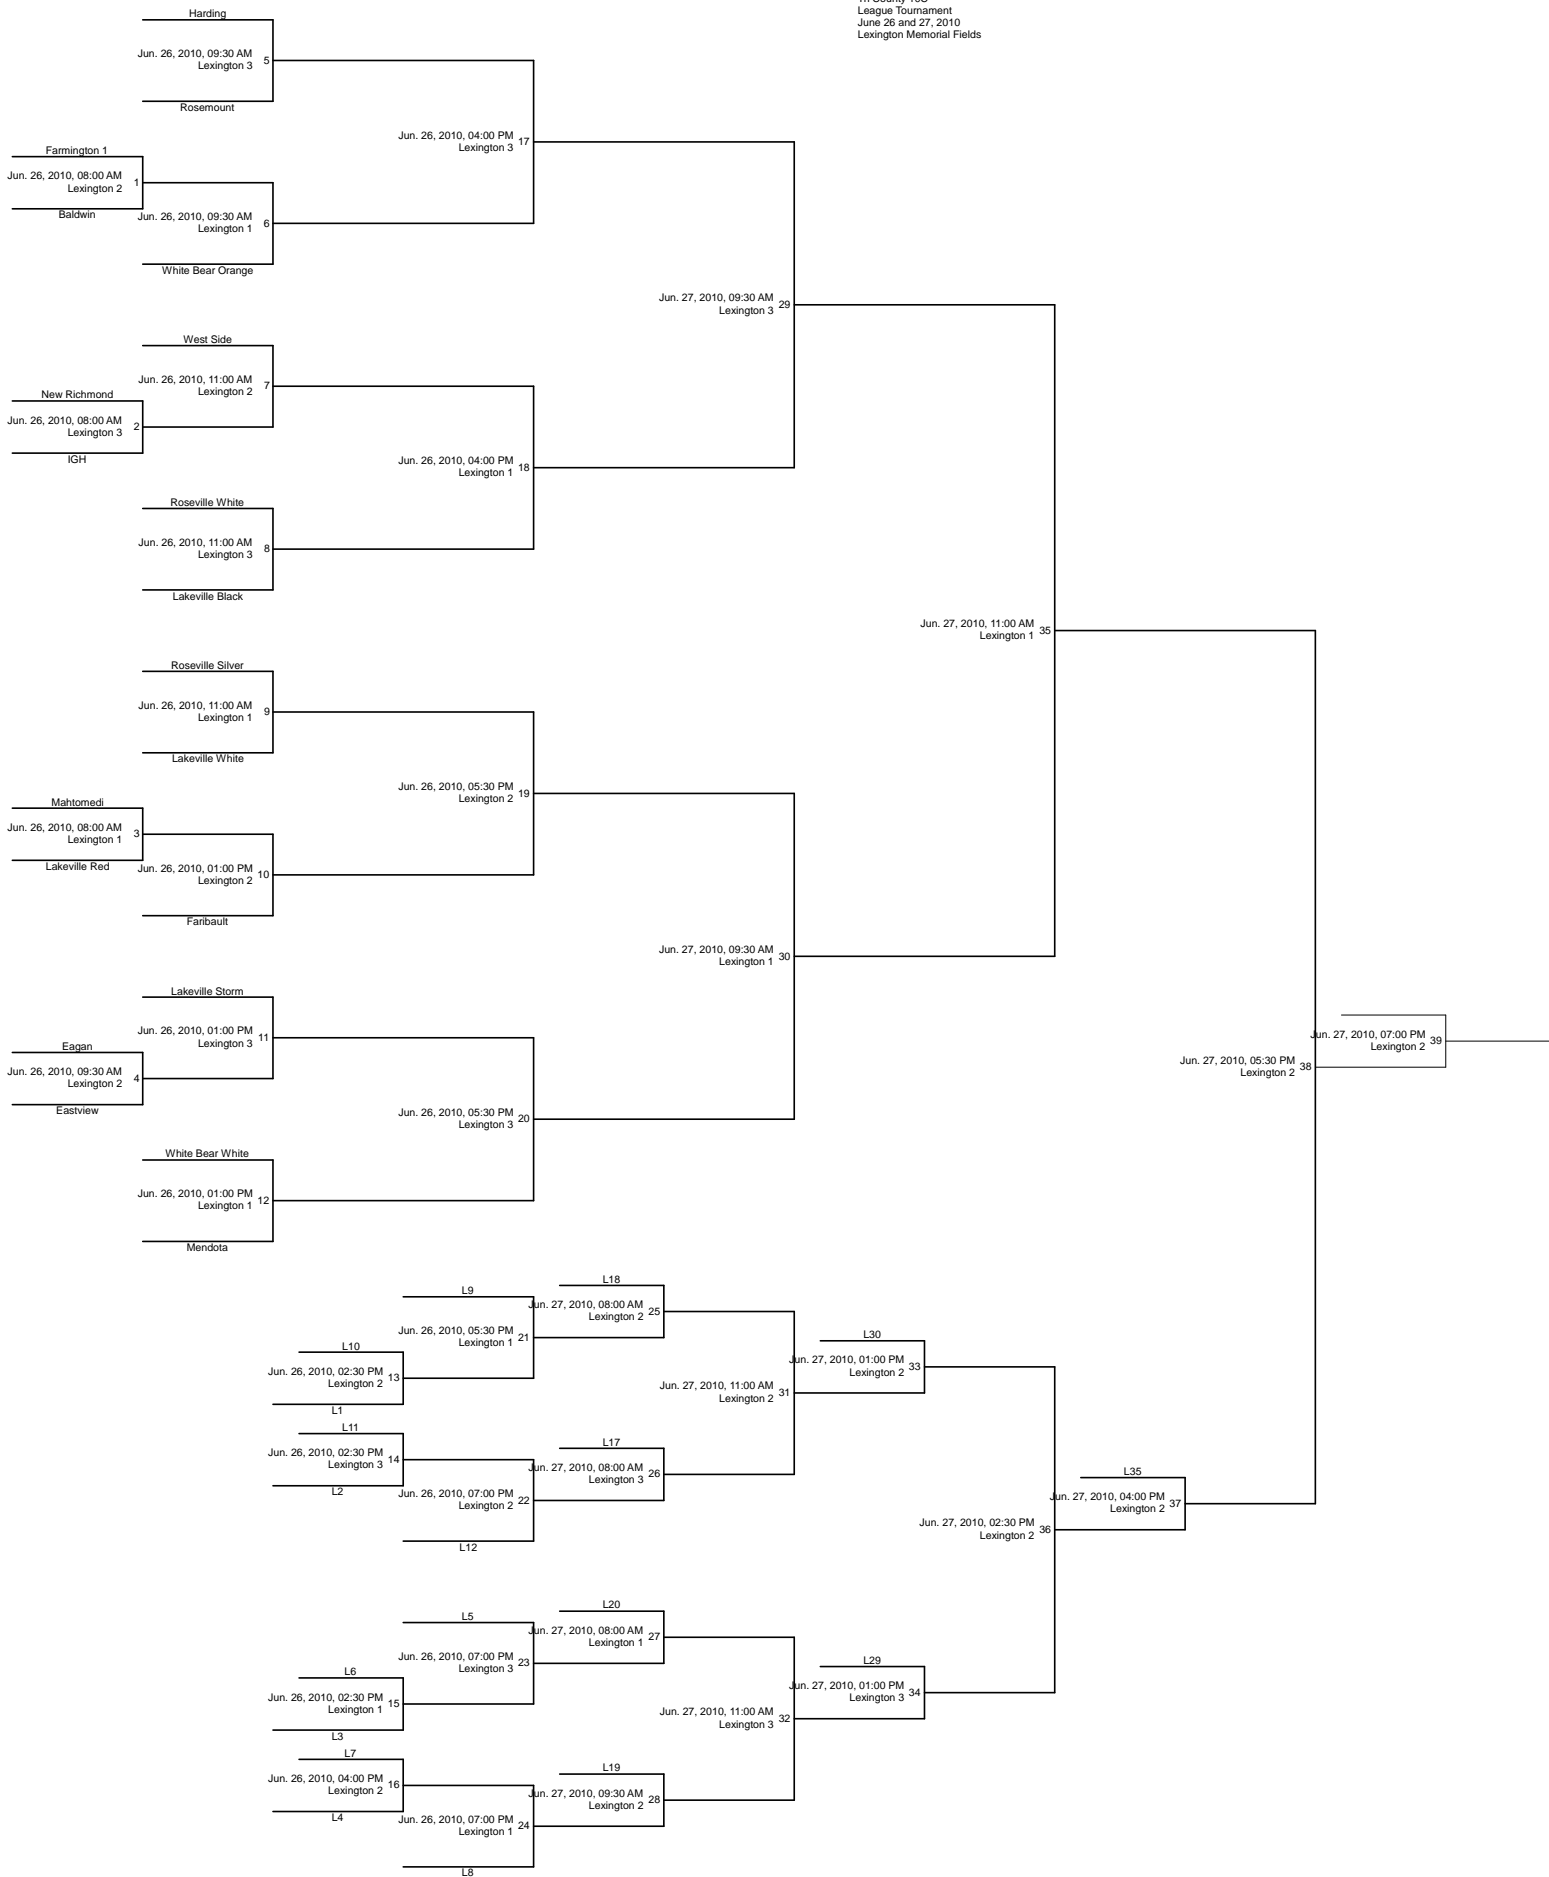 League Tournament
June 26 and 27, 2010
Lexington Memorial Fields
Harding
Jun. 26, 2010, 09:30 AM
Lexington 3
5
Rosemount
Jun. 26, 2010, 04:00 PM
Lexington 3
17
Farmington 1
Jun. 26, 2010, 08:00 AM
Lexington 2
1
Baldwin
Jun. 26, 2010, 09:30 AM
Lexington 1
6
White Bear Orange
Jun. 27, 2010, 09:30 AM
Lexington 3
29
West Side
Jun. 26, 2010, 11:00 AM
Lexington 2
7
New Richmond
Jun. 26, 2010, 08:00 AM
Lexington 3
2
IGH
Jun. 26, 2010, 04:00 PM
Lexington 1
18
Roseville White
Jun. 26, 2010, 11:00 AM
Lexington 3
8
Lakeville Black
Jun. 27, 2010, 11:00 AM
Lexington 1
35
Roseville Silver
Jun. 26, 2010, 11:00 AM
Lexington 1
9
Lakeville White
Jun. 26, 2010, 05:30 PM
Lexington 2
19
Mahtomedi
Jun. 26, 2010, 08:00 AM
Lexington 1
3
Lakeville Red
Jun. 26, 2010, 01:00 PM
Lexington 2
10
Faribault
Jun. 27, 2010, 09:30 AM
Lexington 1
30
Lakeville Storm
Jun. 26, 2010, 01:00 PM
Lexington 3
11
Eagan
Jun. 26, 2010, 09:30 AM
Lexington 2
4
Eastview
Jun. 26, 2010, 05:30 PM
Lexington 3
20
Jun. 27, 2010, 07:00 PM
Lexington 2
39
Jun. 27, 2010, 05:30 PM
Lexington 2
38
White Bear White
Jun. 26, 2010, 01:00 PM
Lexington 1
12
Mendota
L9
Jun. 26, 2010, 05:30 PM
Lexington 1
21
L18
Jun. 27, 2010, 08:00 AM
Lexington 2
25
L10
Jun. 26, 2010, 02:30 PM
Lexington 2
13
L1
L30
Jun. 27, 2010, 01:00 PM
Lexington 2
33
Jun. 27, 2010, 11:00 AM
Lexington 2
31
L11
Jun. 26, 2010, 02:30 PM
Lexington 3
14
L2
L17
Jun. 27, 2010, 08:00 AM
Lexington 3
26
Jun. 26, 2010, 07:00 PM
Lexington 2
22
L12
L35
Jun. 27, 2010, 04:00 PM
Lexington 2
37
Jun. 27, 2010, 02:30 PM
Lexington 2
36
L5
Jun. 26, 2010, 07:00 PM
Lexington 3
23
L20
Jun. 27, 2010, 08:00 AM
Lexington 1
27
L6
Jun. 26, 2010, 02:30 PM
Lexington 1
15
L3
L29
Jun. 27, 2010, 01:00 PM
Lexington 3
34
Jun. 27, 2010, 11:00 AM
Lexington 3
32
L7
Jun. 26, 2010, 04:00 PM
Lexington 2
16
L4
L19
Jun. 27, 2010, 09:30 AM
Lexington 2
28
Jun. 26, 2010, 07:00 PM
Lexington 1
24
L8